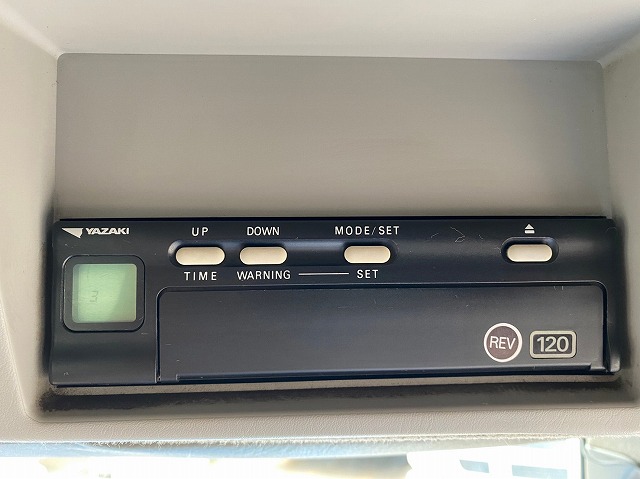 YAZAKI
UP DOWN MODE/SET
TIME WARNING SET
REV 120